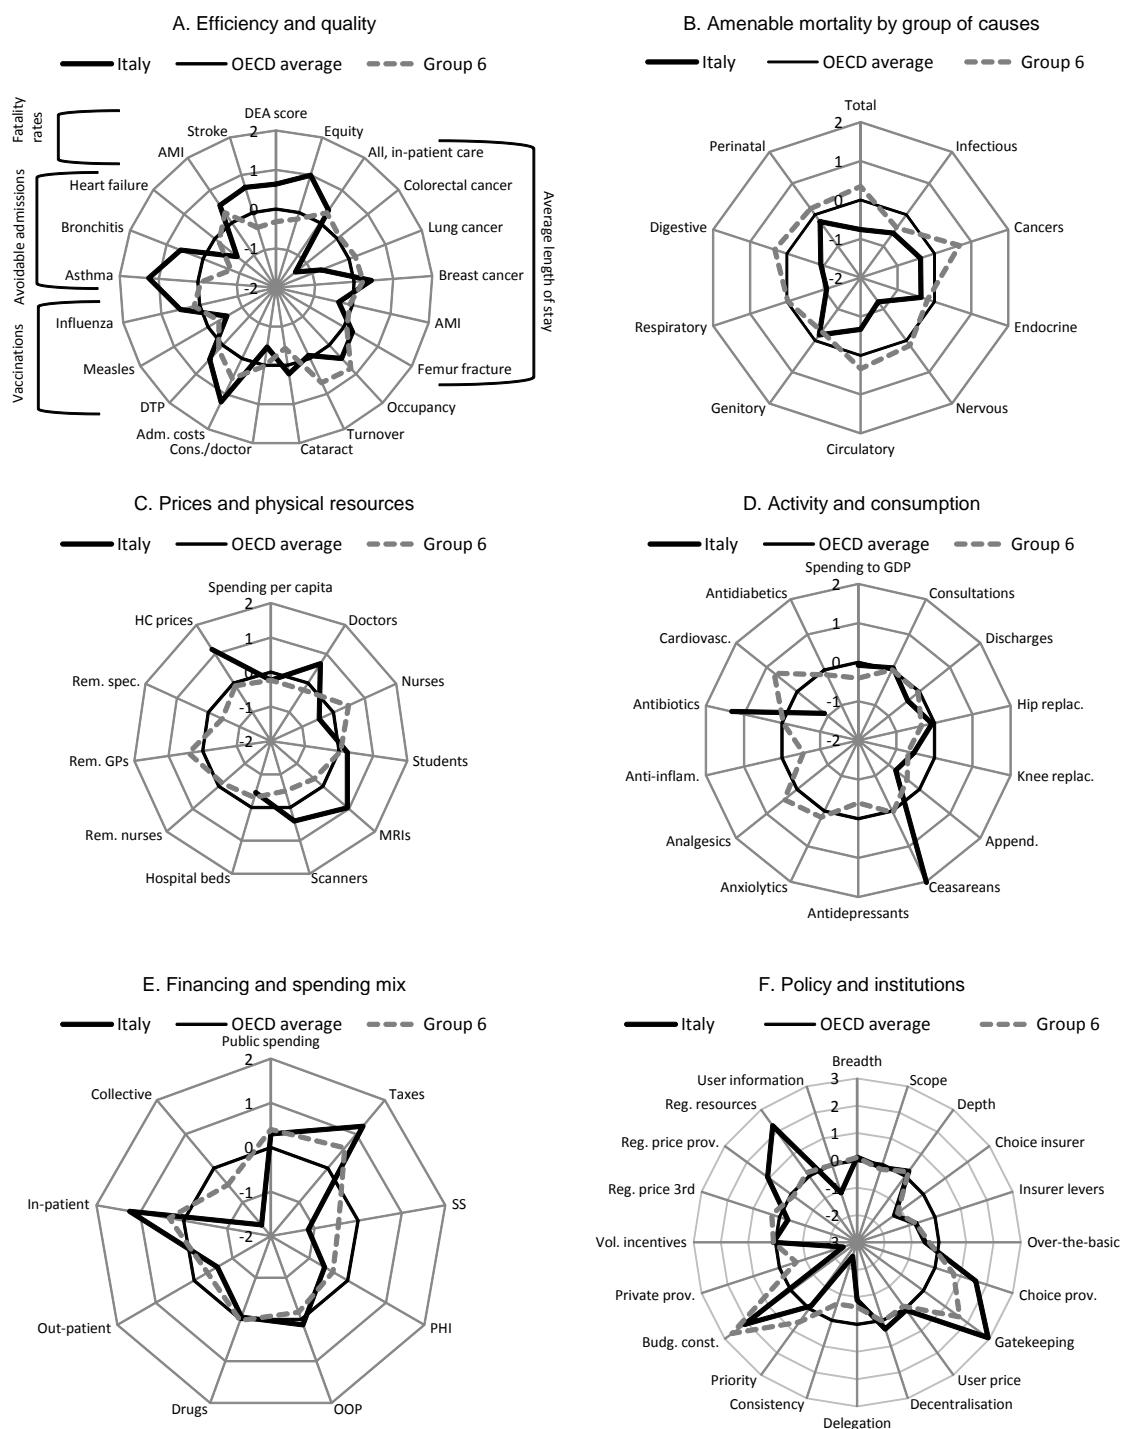 A. Efficiency and quality
Italy OECD average Group 6
Fatality rates
Avoidable admissions
Vaccinations
Average length of stay
DEA score
Equity
All, in-patient care
Colorectal cancer
Lung cancer
Breast cancer
AMI
Femur fracture
Occupancy
Turnover
Cataract
Cons./doctor
Adm. costs
DTP
Measles
Influenza
Asthma
Bronchitis
Heart failure
AMI
Stroke
2
1
0
-1
-2
B. Amenable mortality by group of causes
Italy OECD average Group 6
Total
Infectious
Cancers
Endocrine
Nervous
Circulatory
Genitory
Respiratory
Digestive
Perinatal
2
1
0
-1
-2
C. Prices and physical resources
Italy OECD average Group 6
Spending per capita
Doctors
Nurses
Students
MRIs
Scanners
Hospital beds
Rem. nurses
Rem. GPs
Rem. spec.
HC prices
2
1
0
-1
-2
D. Activity and consumption
Italy OECD average Group 6
Spending to GDP
Consultations
Discharges
Hip replac.
Knee replac.
Append.
Ceasareans
Antidepressants
Anxiolytics
Analgesics
Anti-inflam.
Antibiotics
Cardiovasc.
Antidiabetics
2
1
0
-1
-2
E. Financing and spending mix
Italy OECD average Group 6
Public spending
Taxes
SS
PHI
OOP
Drugs
Out-patient
In-patient
Collective
2
1
0
-1
-2
F. Policy and institutions
Italy OECD average Group 6
Breadth
Scope
Depth
Choice insurer
Insurer levers
Over-the-basic
Choice prov.
Gatekeeping
User price
Decentralisation
Delegation
Consistency
Priority
Budg. const.
Private prov.
Vol. incentives
Reg. price 3rd
Reg. price prov.
Reg. resources
User information
3
2
1
0
-1
-2
-3